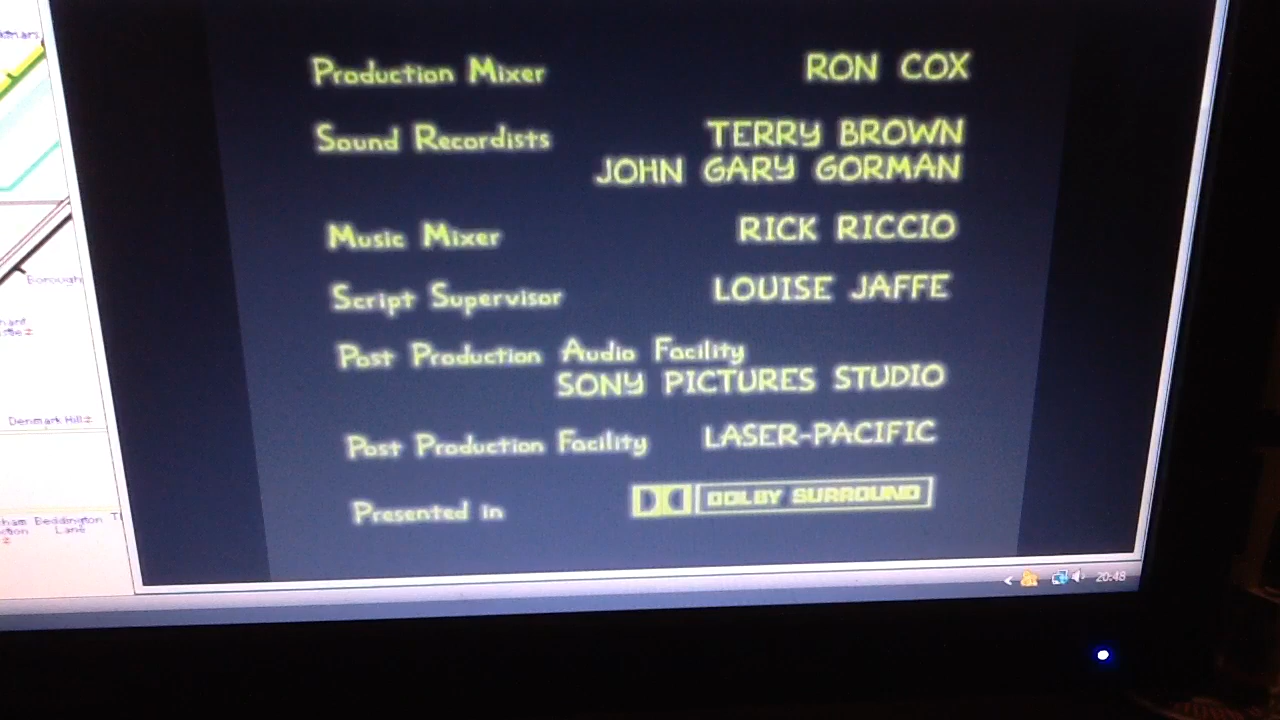 Production Mixer RON COX
Sound Recordists TERRY BROWN
JOHN GARY GORMAN
Music Mixer RICK RICCIO
Script Supervisor LOUISE JAFFE
Post Production Audio Facility
SONY PICTURES STUDIO
Post Production Facility LASER-PACIFIC
Presented in DOLBY SURROUND
Borough
Denmark Hill
Beddington
Lane
20:48